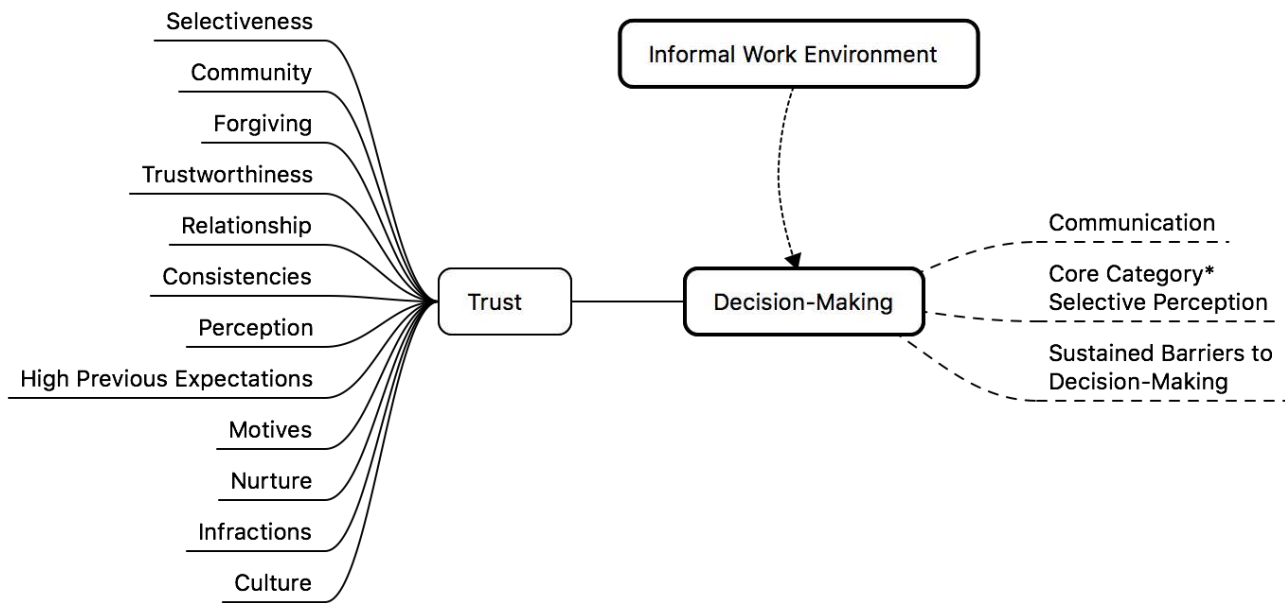 Selectiveness
Community
Forgiving
Trustworthiness
Relationship
Consistencies
Perception
High Previous Expectations
Motives
Nurture
Infractions
Culture
Trust
Informal Work Environment
Decision-Making
Communication
Core Category*
Selective Perception
Sustained Barriers to
Decision-Making